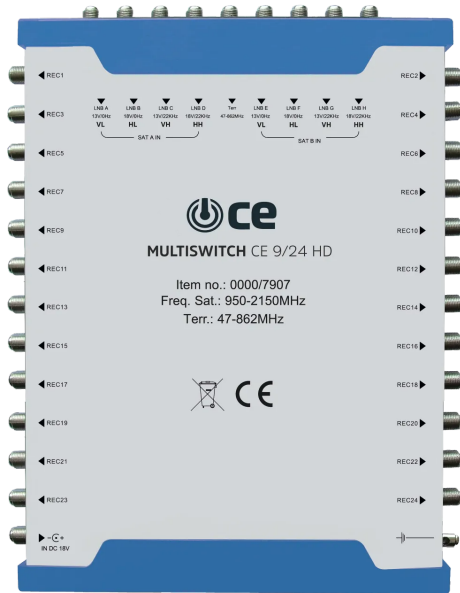 LNB A LNB B LNB C LNB D Terr LNB E LNB F LNB G LNB H
13V/0Hz 18V/0Hz 13V/22KHz 18V/22KHz 47-862MHz 13V/0Hz 18V/0Hz 13V/22KHz 18V/22KHz
VL HL VH HH VL HL VH HH
SAT A IN SAT B IN
REC1 REC2
REC3 REC4
REC5 REC6
REC7 REC8
REC9 REC10
REC11 REC12
REC13 REC14
REC15 REC16
REC17 REC18
REC19 REC20
REC21 REC22
REC23 REC24
ce
MULTISWITCH CE 9/24 HD
Item no.: 0000/7907
Freq. Sat.: 950-2150MHz
Terr.: 47-862MHz
CE
- +
IN DC 18V